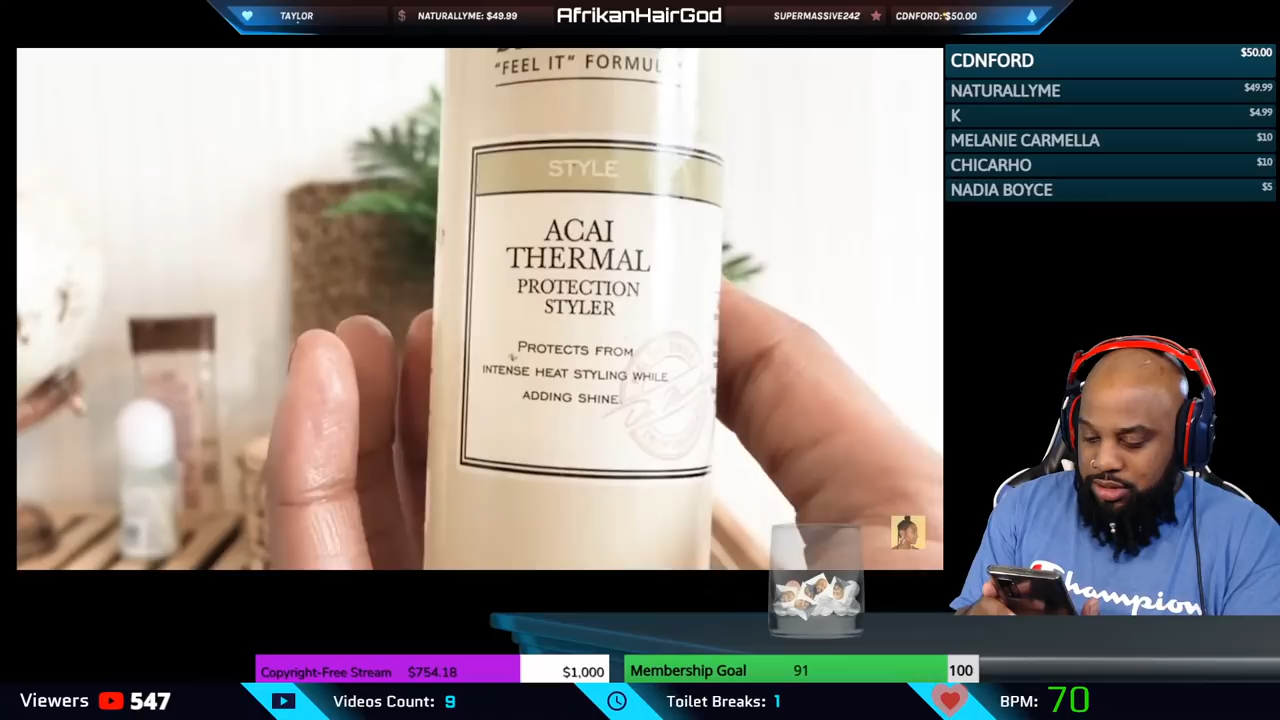 TAYLOR
NATURALLYME: $49.99
AfrikanHairGod
SUPERMASSIVE242
CDNFORD: $50.00
"FEEL IT" FORMUL
STYLE
ACAI
THERMAL
PROTECTION
STYLER
PROTECTS FROM
INTENSE HEAT STYLING WHILE
ADDING SHINE.
CDNFORD $50.00
NATURALLYME $49.99
K $4.99
MELANIE CARMELLA $10
CHICARHO $10
NADIA BOYCE $5
Champion
Copyright-Free Stream $754.18 $1,000
Membership Goal 91 100
Viewers 547
Videos Count: 9
Toilet Breaks: 1
BPM: 70